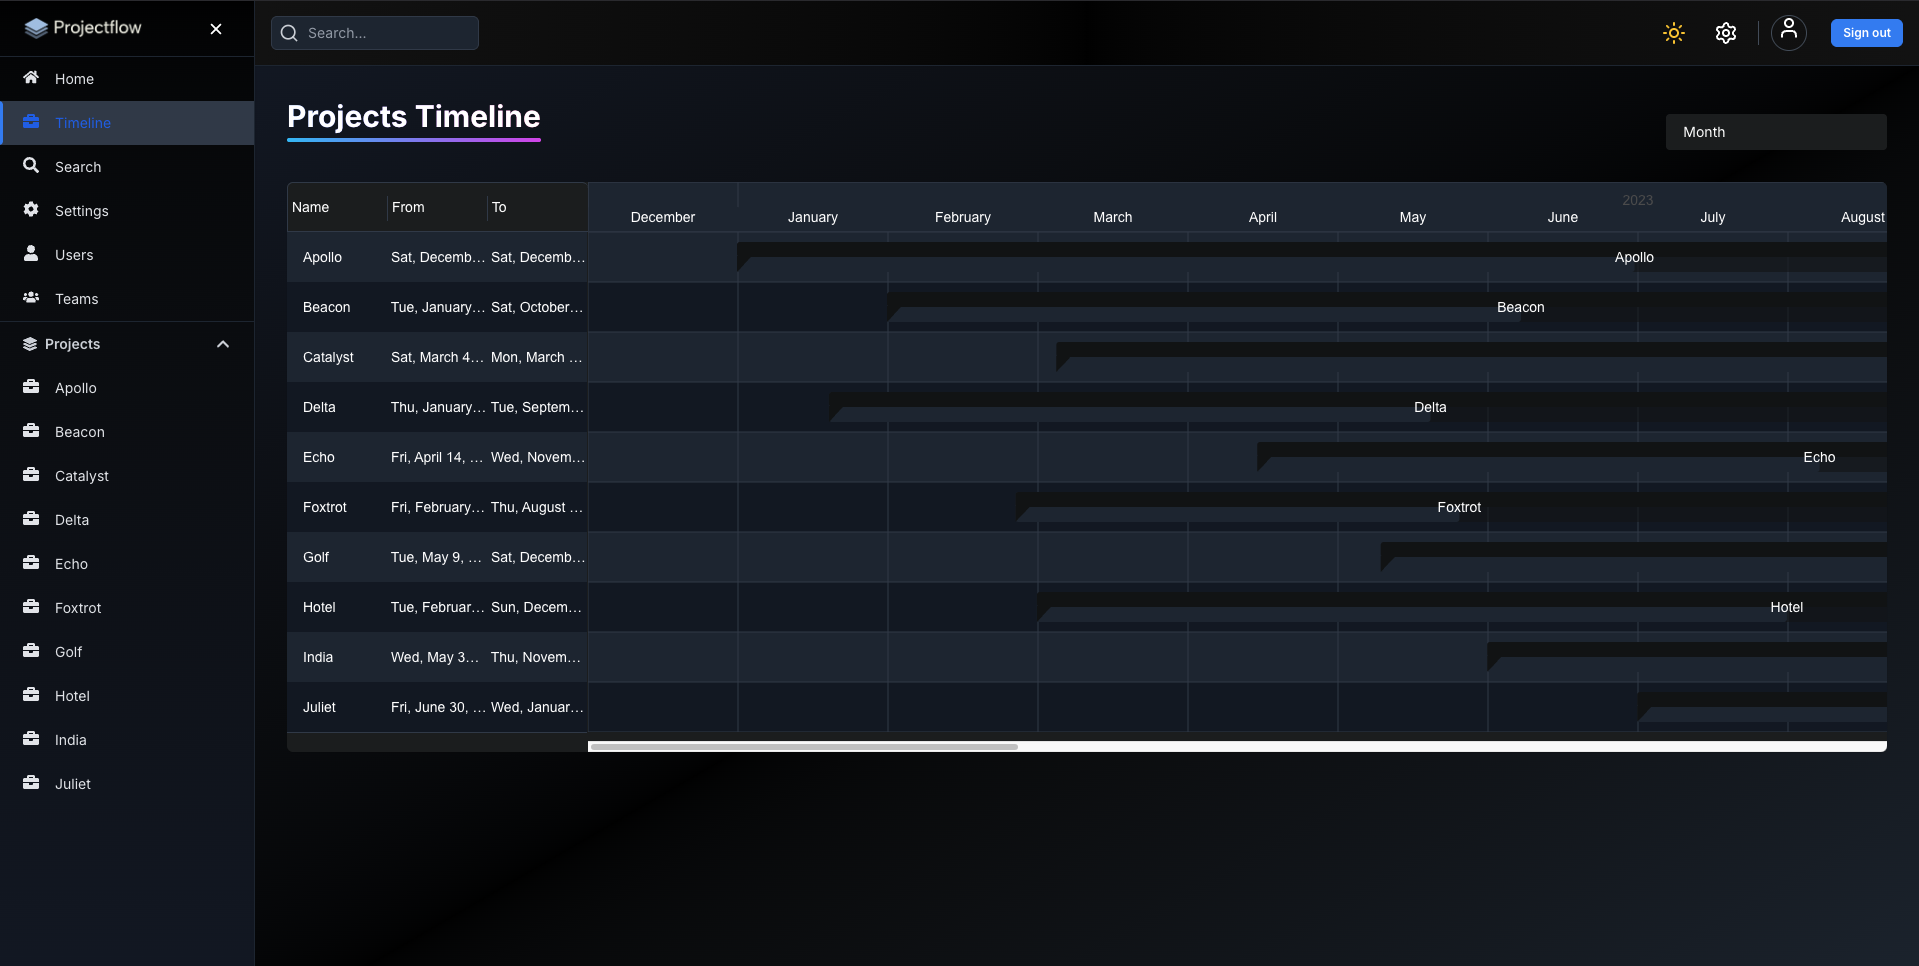 Projectflow
Search...
Sign out
Home
Timeline
Search
Settings
Users
Teams
Projects
Apollo
Beacon
Catalyst
Delta
Echo
Foxtrot
Golf
Hotel
India
Juliet
Projects Timeline
Month
Name From To
2023
December January February March April May June July August
Apollo Sat, Decemb... Sat, Decemb... Apollo
Beacon Tue, January... Sat, October... Beacon
Catalyst Sat, March 4... Mon, March ...
Delta Thu, January... Tue, Septem... Delta
Echo Fri, April 14, ... Wed, Novem... Echo
Foxtrot Fri, February... Thu, August ... Foxtrot
Golf Tue, May 9, ... Sat, Decemb...
Hotel Tue, Februar... Sun, Decem... Hotel
India Wed, May 3... Thu, Novem...
Juliet Fri, June 30, ... Wed, Januar...